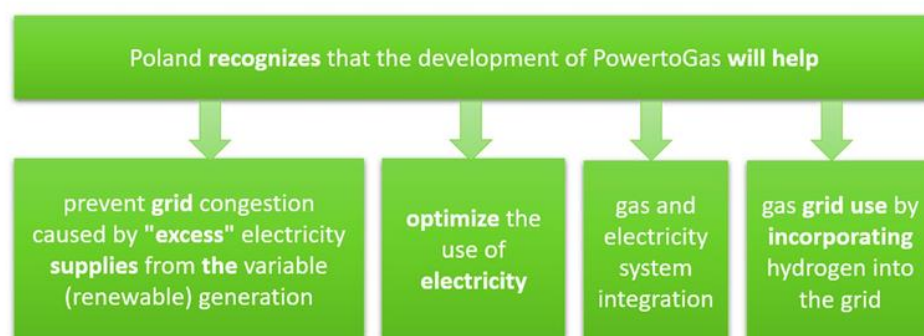 Poland recognizes that the development of PowertoGas will help
prevent grid congestion
caused by "excess" electricity
supplies from the variable
(renewable) generation
optimize the
use of
electricity
gas and
electricity
system
integration
gas grid use by
incorporating
hydrogen into
the grid